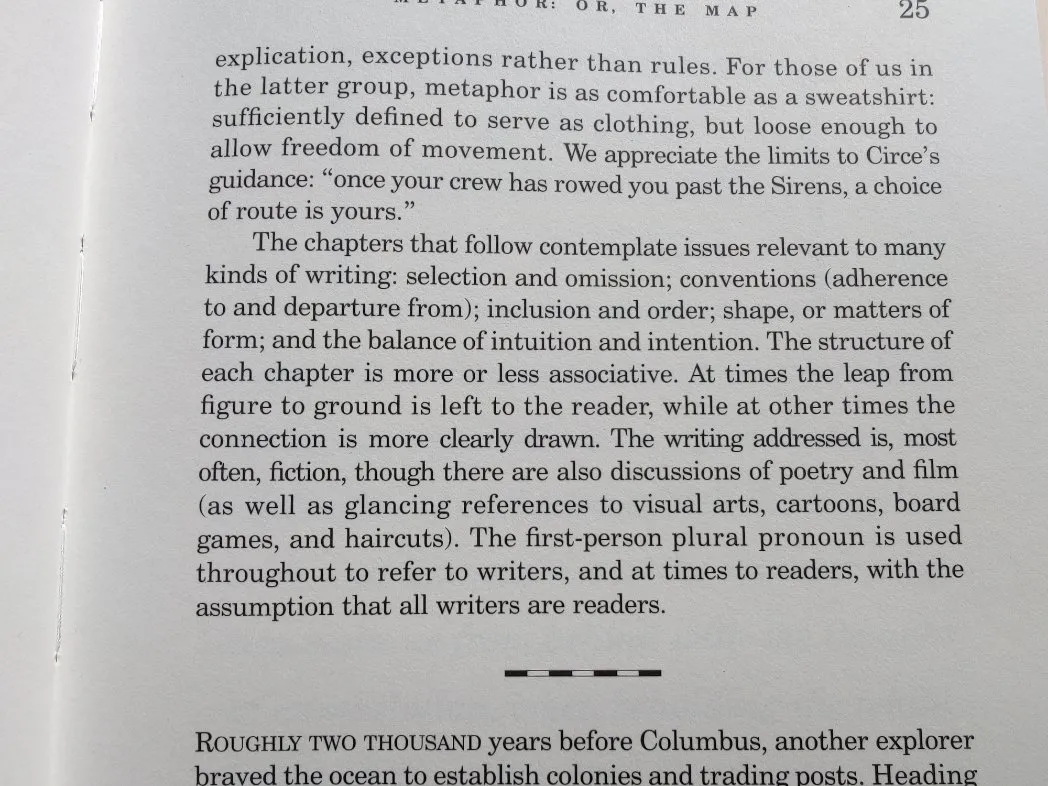 METAPHOR: OR, THE MAP 25
explication, exceptions rather than rules. For those of us in
the latter group, metaphor is as comfortable as a sweatshirt:
sufficiently defined to serve as clothing, but loose enough to
allow freedom of movement. We appreciate the limits to Circe’s
guidance: “once your crew has rowed you past the Sirens, a choice
of route is yours.”
The chapters that follow contemplate issues relevant to many
kinds of writing: selection and omission; conventions (adherence
to and departure from); inclusion and order; shape, or matters of
form; and the balance of intuition and intention. The structure of
each chapter is more or less associative. At times the leap from
figure to ground is left to the reader, while at other times the
connection is more clearly drawn. The writing addressed is, most
often, fiction, though there are also discussions of poetry and film
(as well as glancing references to visual arts, cartoons, board
games, and haircuts). The first-person plural pronoun is used
throughout to refer to writers, and at times to readers, with the
assumption that all writers are readers.
ROUGHLY TWO THOUSAND years before Columbus, another explorer
braved the ocean to establish colonies and trading posts. Heading